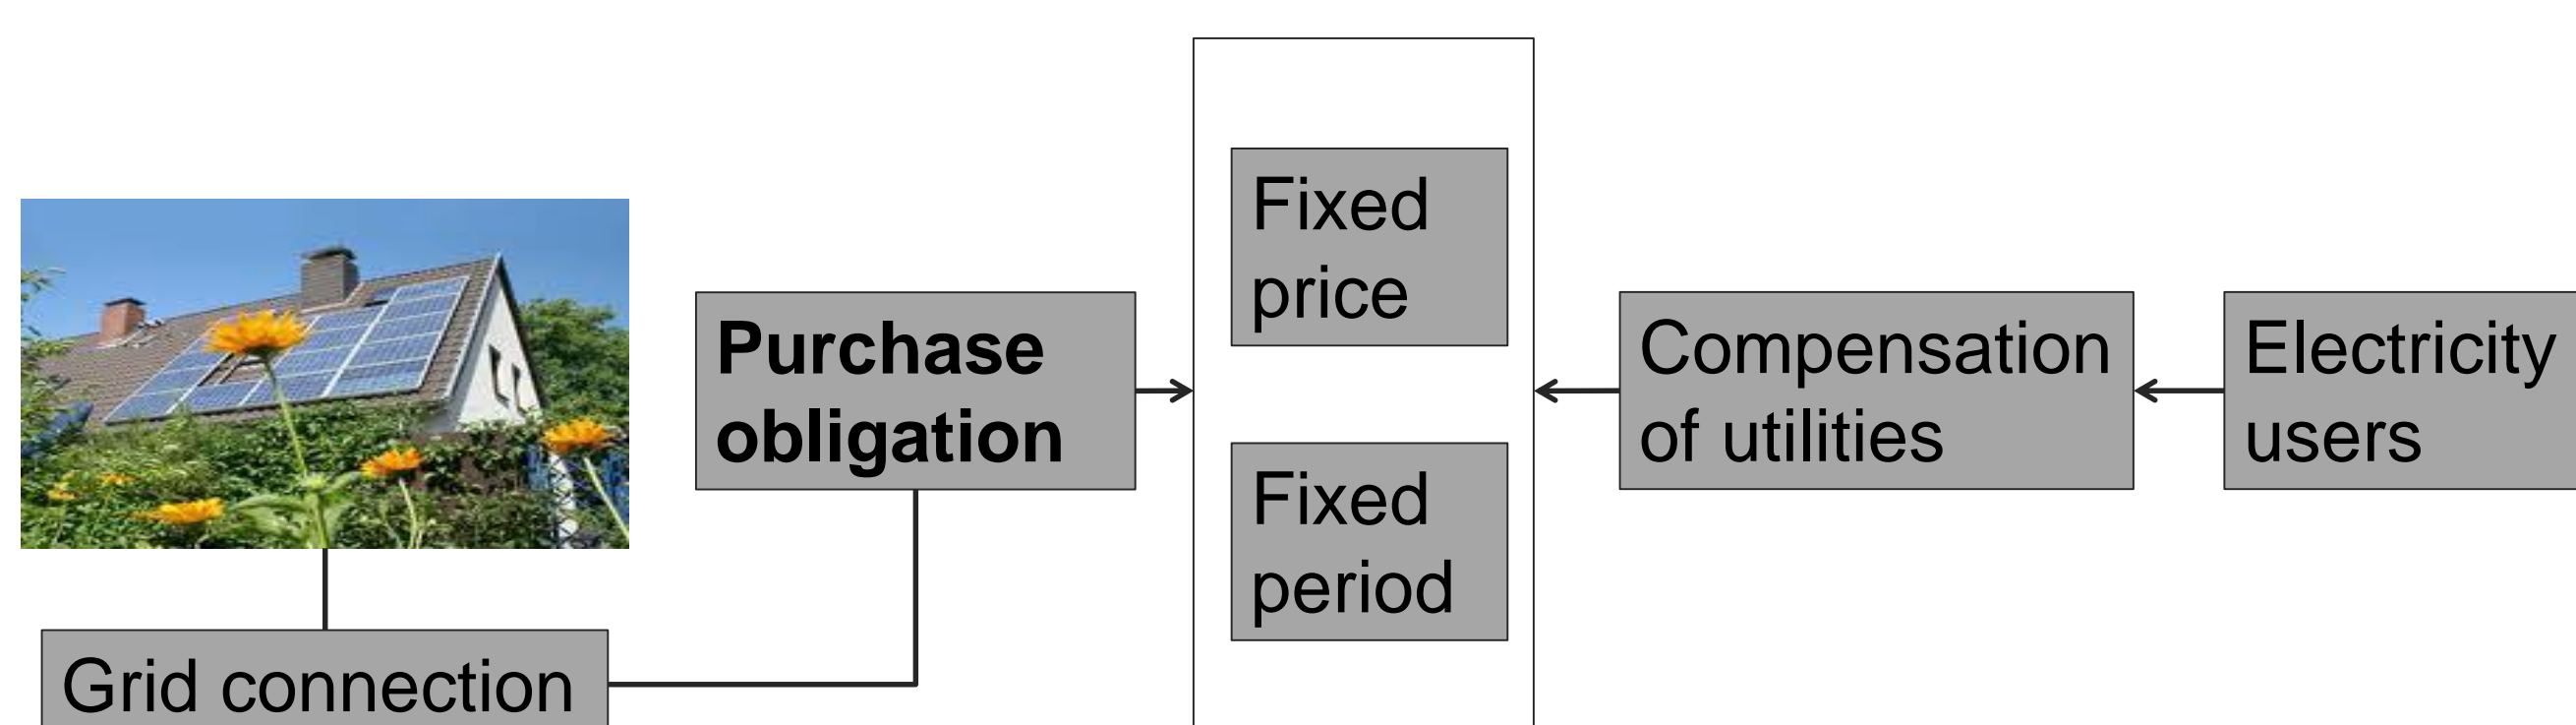 Fixed
price
Purchase
obligation
Compensation
of utilities
Electricity
users
Fixed
period
Grid connection